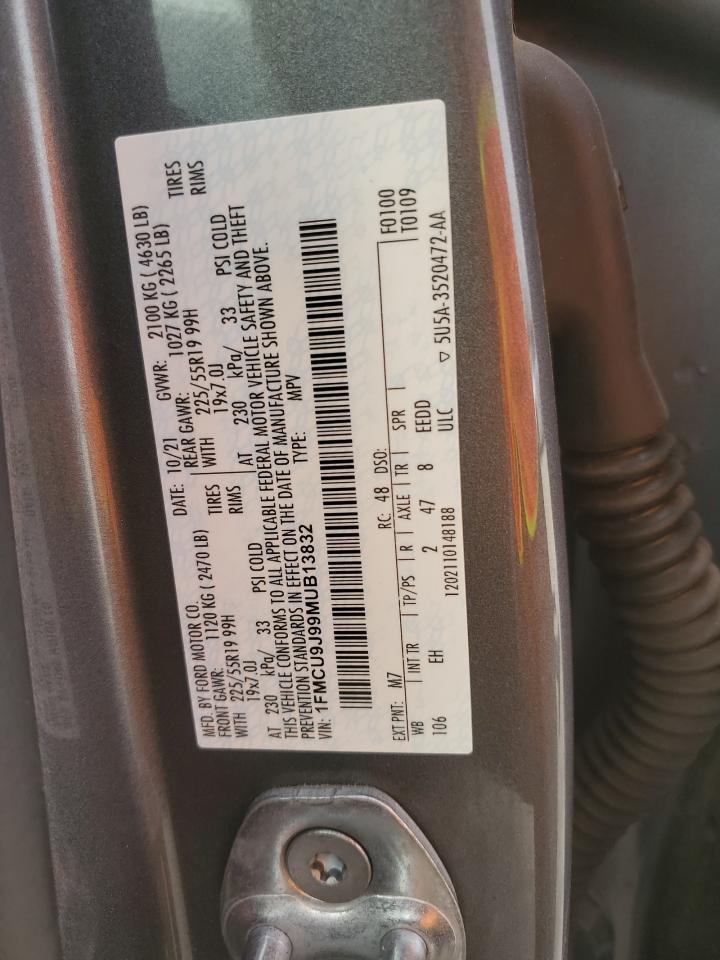 MFD. BY FORD MOTOR CO. DATE: 10/21 GVWR: 2100 KG ( 4630 LB)
FRONT GAWR: 1120 KG ( 2470 LB) REAR GAWR: 1027 KG ( 2265 LB)
WITH 225/55R19 99H TIRES WITH 225/55R19 99H TIRES
19x7.0J RIMS 19x7.0J RIMS
AT 230 kPa/ 33 PSI COLD AT 230 kPa/ 33 PSI COLD
THIS VEHICLE CONFORMS TO ALL APPLICABLE FEDERAL MOTOR VEHICLE SAFETY AND THEFT
PREVENTION STANDARDS IN EFFECT ON THE DATE OF MANUFACTURE SHOWN ABOVE.
VIN: 1FMCU9J99MUB13832 TYPE: MPV
EXT PNT: M7 RC: 48 DSO: F0100
WB INT TR TP/PS R AXLE TR SPR T0109
106 EH 2 47 8 EEDD
1202110148188 ULC ▽ 5U5A-3520472-AA